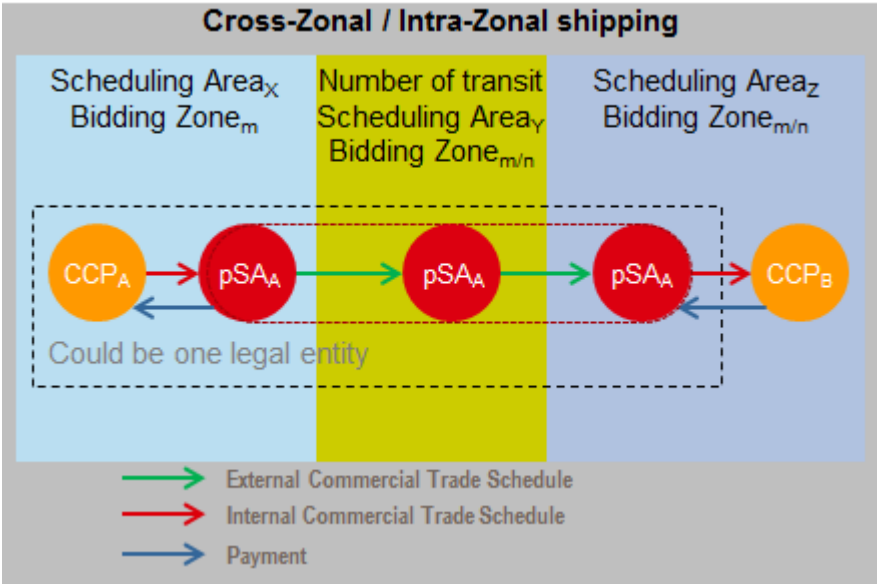 Cross-Zonal / Intra-Zonal shipping
Scheduling AreaX
Bidding Zonem
Number of transit
Scheduling AreaY
Bidding Zonem/n
Scheduling AreaZ
Bidding Zonem/n
CCPA
pSAA
pSAA
pSAA
CCPB
Could be one legal entity
External Commercial Trade Schedule
Internal Commercial Trade Schedule
Payment